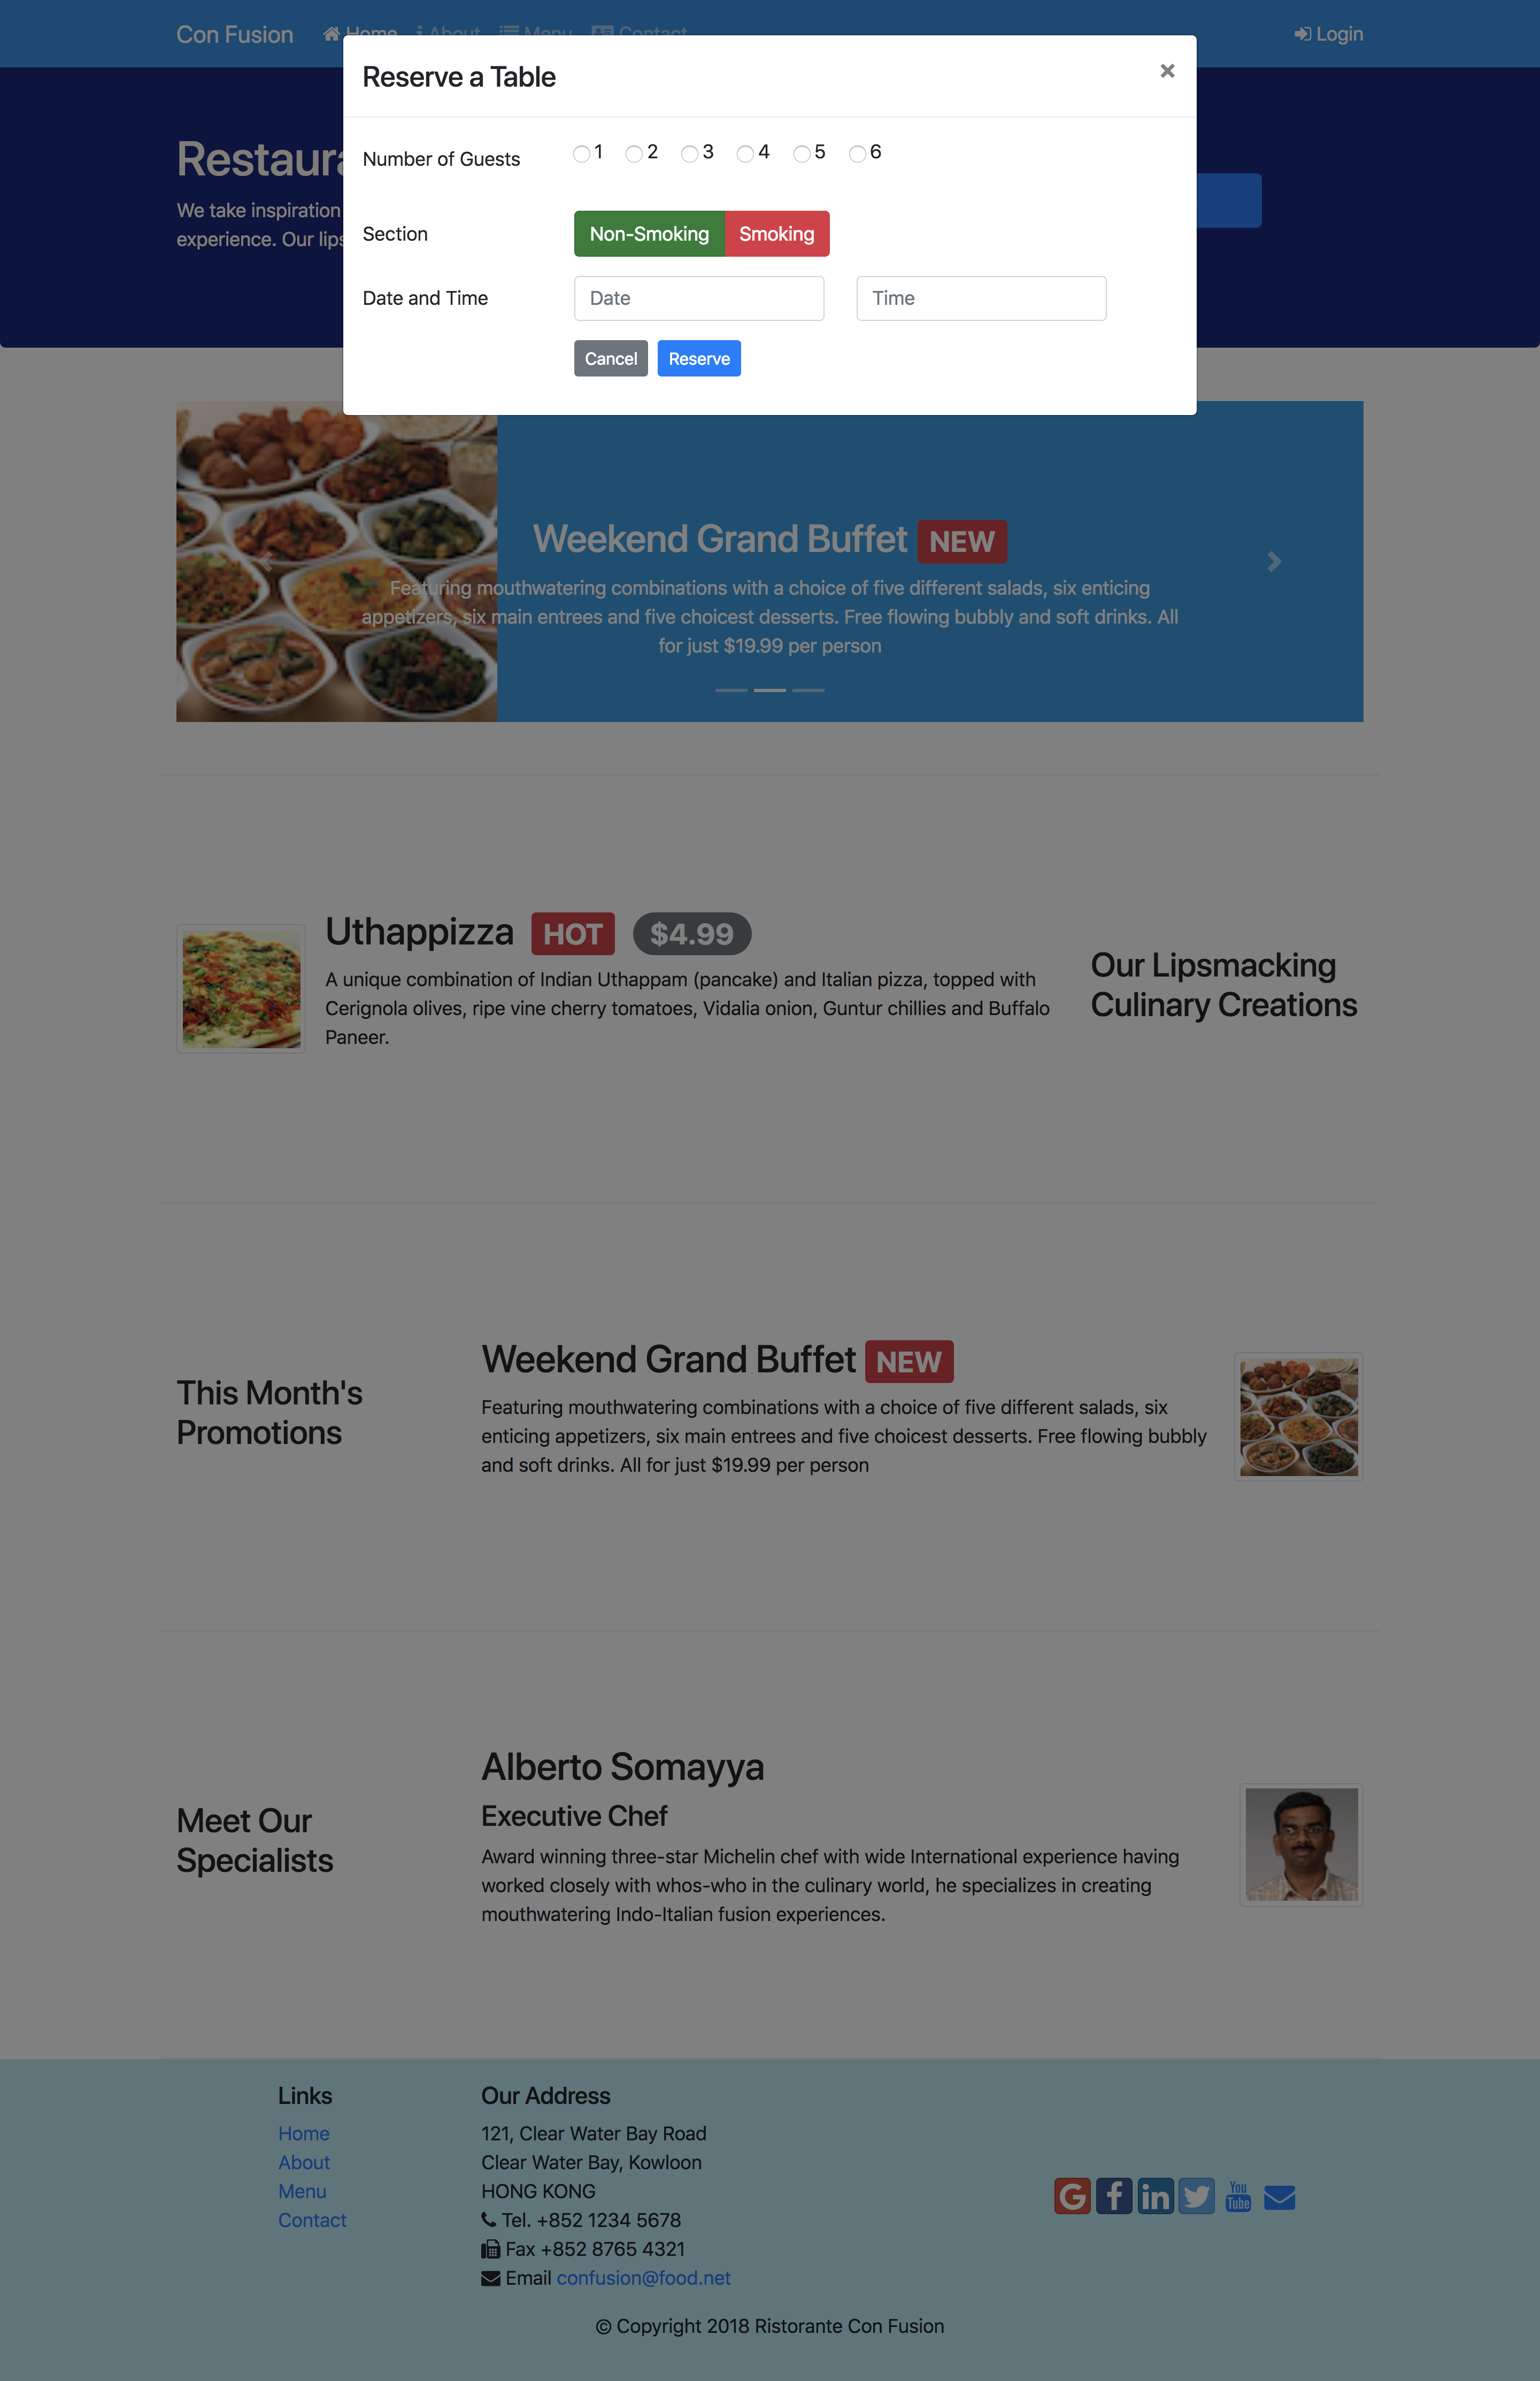 Con Fusion Home About Menu Contact Login
Reserve a Table ×
Restaura
We take inspiration
experience. Our lips
Number of Guests 1 2 3 4 5 6
Section Non-Smoking Smoking
Date and Time Date Time
Cancel Reserve
Weekend Grand Buffet NEW
Featuring mouthwatering combinations with a choice of five different salads, six enticing
appetizers, six main entrees and five choicest desserts. Free flowing bubbly and soft drinks. All
for just $19.99 per person
Uthappizza HOT $4.99
A unique combination of Indian Uthappam (pancake) and Italian pizza, topped with
Cerignola olives, ripe vine cherry tomatoes, Vidalia onion, Guntur chillies and Buffalo
Paneer.
Our Lipsmacking
Culinary Creations
This Month's
Promotions
Weekend Grand Buffet NEW
Featuring mouthwatering combinations with a choice of five different salads, six
enticing appetizers, six main entrees and five choicest desserts. Free flowing bubbly
and soft drinks. All for just $19.99 per person
Meet Our
Specialists
Alberto Somayya
Executive Chef
Award winning three-star Michelin chef with wide International experience having
worked closely with whos-who in the culinary world, he specializes in creating
mouthwatering Indo-Italian fusion experiences.
Links
Home
About
Menu
Contact
Our Address
121, Clear Water Bay Road
Clear Water Bay, Kowloon
HONG KONG
Tel. +852 1234 5678
Fax +852 8765 4321
Email confusion@food.net
You
Tube
© Copyright 2018 Ristorante Con Fusion